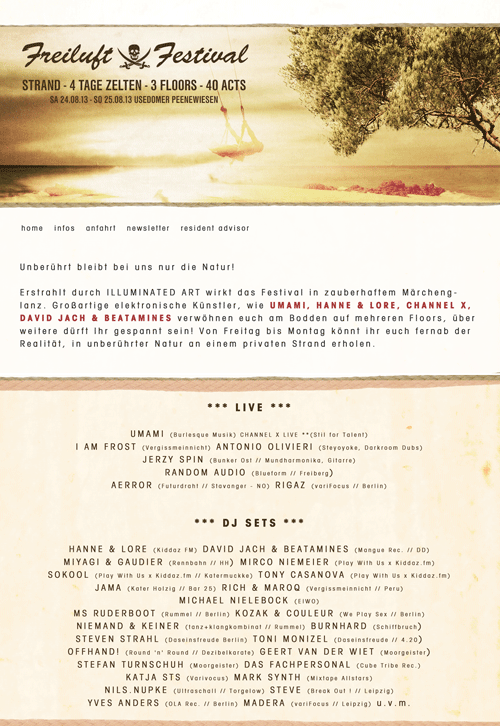 Freiluft Festival
STRAND - 4 TAGE ZELTEN - 3 FLOORS - 40 ACTS
SA 24.08.13 - SO 25.08.13 USEDOMER PEENEWIESEN
home infos anfahrt newsletter resident advisor
Unberührt bleibt bei uns nur die Natur!
Erstrahlt durch ILLUMINATED ART wirkt das Festival in zauberhaftem Märcheng-
lanz. Großartige elektronische Künstler, wie UMAMI, HANNE & LORE, CHANNEL X,
DAVID JACH & BEATAMINES verwöhnen euch am Bodden auf mehreren Floors, über
weitere dürft Ihr gespannt sein! Von Freitag bis Montag könnt ihr euch fernab der
Realität, in unberührter Natur an einem privaten Strand erholen.
*** LIVE ***
UMAMI (Burlesque Musik) CHANNEL X LIVE **(Stil for Talent)
I AM FROST (Vergissmeinnicht) ANTONIO OLIVIERI (Steyoyoke, Darkroom Dubs)
JERZY SPIN (Bunker Ost // Mundharmonika, Gitarre)
RANDOM AUDIO (Blueform // Freiberg)
AERROR (Futurdraht // Stavanger - NO) RIGAZ (variFocus // Berlin)
*** DJ SETS ***
HANNE & LORE (Kiddaz FM) DAVID JACH & BEATAMINES (Mongue Rec. // DD)
MIYAGI & GAUDIER (Rennbahn // HH) MIRCO NIEMEIER (Play With Us x Kiddaz.fm)
SOKOOL (Play With Us x Kiddaz.fm // Katermuckke) TONY CASANOVA (Play With Us x Kiddaz.fm)
JAMA (Kater Holzig // Bar 25) RICH & MAROQ (Vergissmeinnicht // Peru)
MICHAEL NIELEBOCK (EIWO)
MS RUDERBOOT (Rummel // Berlin) KOZAK & COULEUR (We Play Sex // Berlin)
NIEMAND & KEINER (tanz+klangkombinat // Rummel) BURNHARD (Schiffbruch)
STEVEN STRAHL (Daseinsfreude Berlin) TONI MONIZEL (Daseinsfreude // 4.20)
OFFHAND! (Round 'n' Round // Dezibelkarate) GEERT VAN DER WIET (Moorgeister)
STEFAN TURNSCHUH (Moorgeister) DAS FACHPERSONAL (Cube Tribe Rec.)
KATJA STS (Varivocus) MARK SYNTH (Mixtape Allstars)
NILS.NUPKE (Ultraschall // Torgelow) STEVE (Break Out ! // Leipzig)
YVES ANDERS (OLA Rec. // Berlin) MADERA (variFocus // Leipzig) u.v.m.